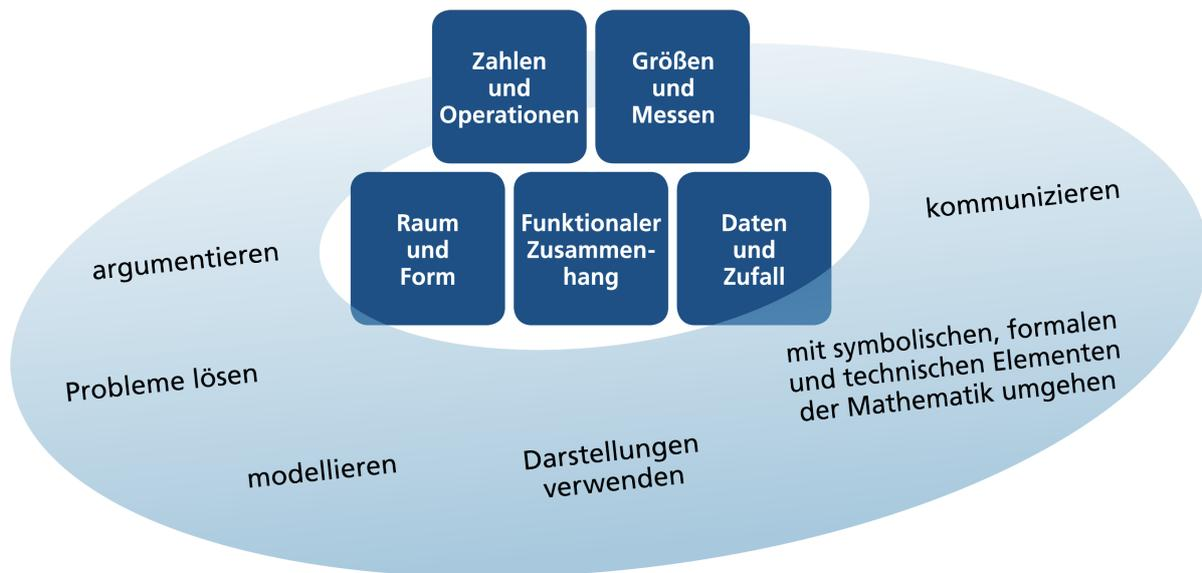 Zahlen
und
Operationen
Größen
und
Messen
Raum
und
Form
Funktionaler
Zusammen-
hang
Daten
und
Zufall
kommunizieren
argumentieren
mit symbolischen, formalen
und technischen Elementen
der Mathematik umgehen
Probleme lösen
modellieren
Darstellungen
verwenden